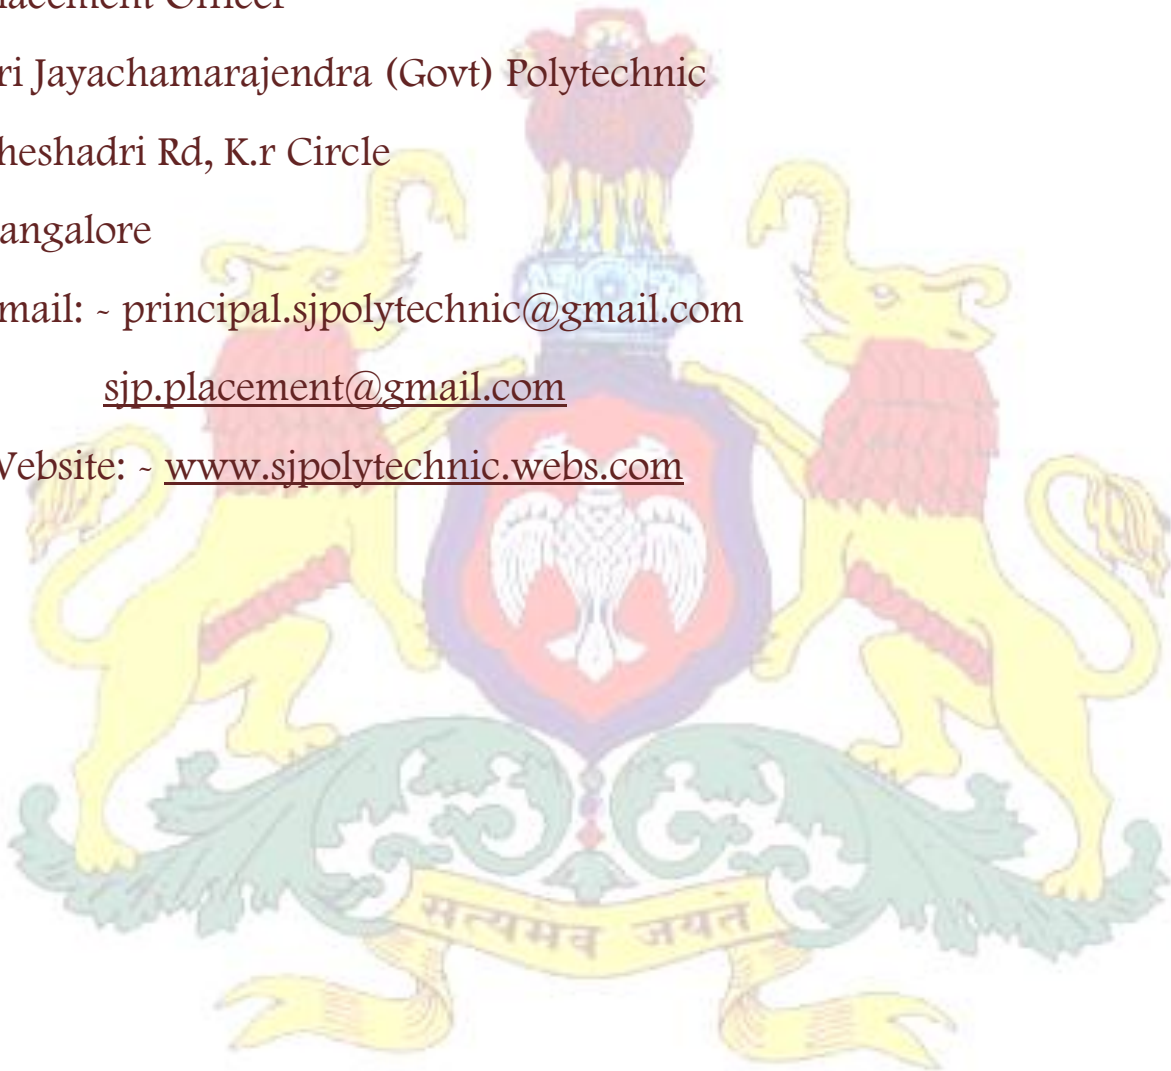 lacement Officer
ri Jayachamarajendra (Govt) Polytechnic
heshadri Rd, K.r Circle
angalore
mail: - principal.sjpolytechnic@gmail.com
sjp.placement@gmail.com
Website: - www.sjpolytechnic.webs.com
सत्यमेव जयते